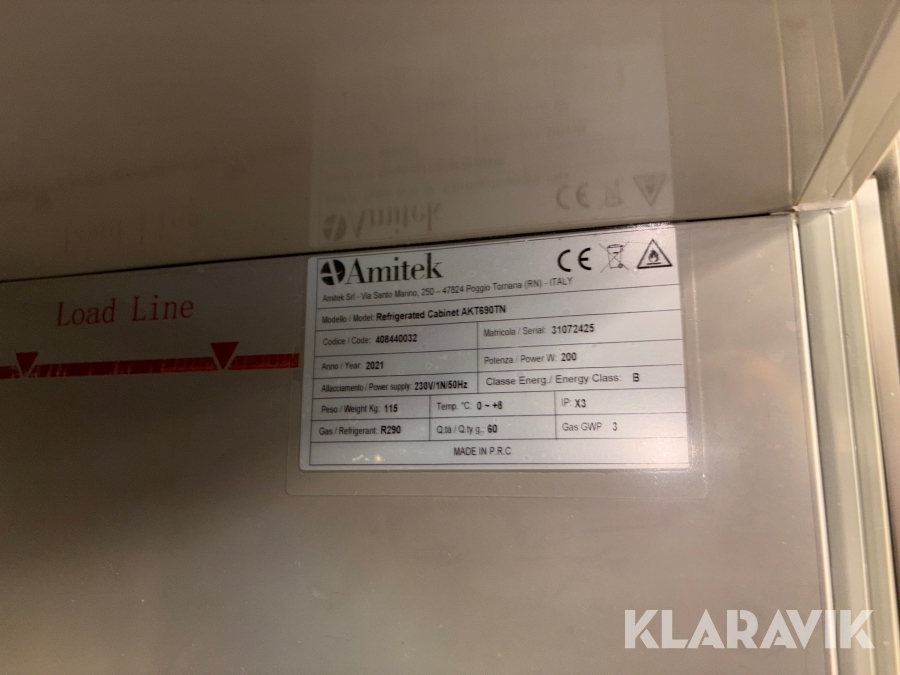 Amitek
CE
Amitek Srl - Via Santo Marino, 250 – 47824 Poggio Torriana (RN) - ITALY
Modello / Model: Refrigerated Cabinet AKT690TN
Codice / Code: 408440032
Matricola / Serial: 31072425
Anno / Year: 2021
Potenza / Power W: 200
Allacciamento / Power supply: 230V/1N/50Hz
Classe Energ./ Energy Class: B
Peso / Weight Kg: 115
Temp. °C: 0 ~ +8
IP: X3
Gas / Refrigerant: R290
Q.tà / Q.ty g.: 60
Gas GWP : 3
MADE IN P.R.C
Load Line
KLARAVIK